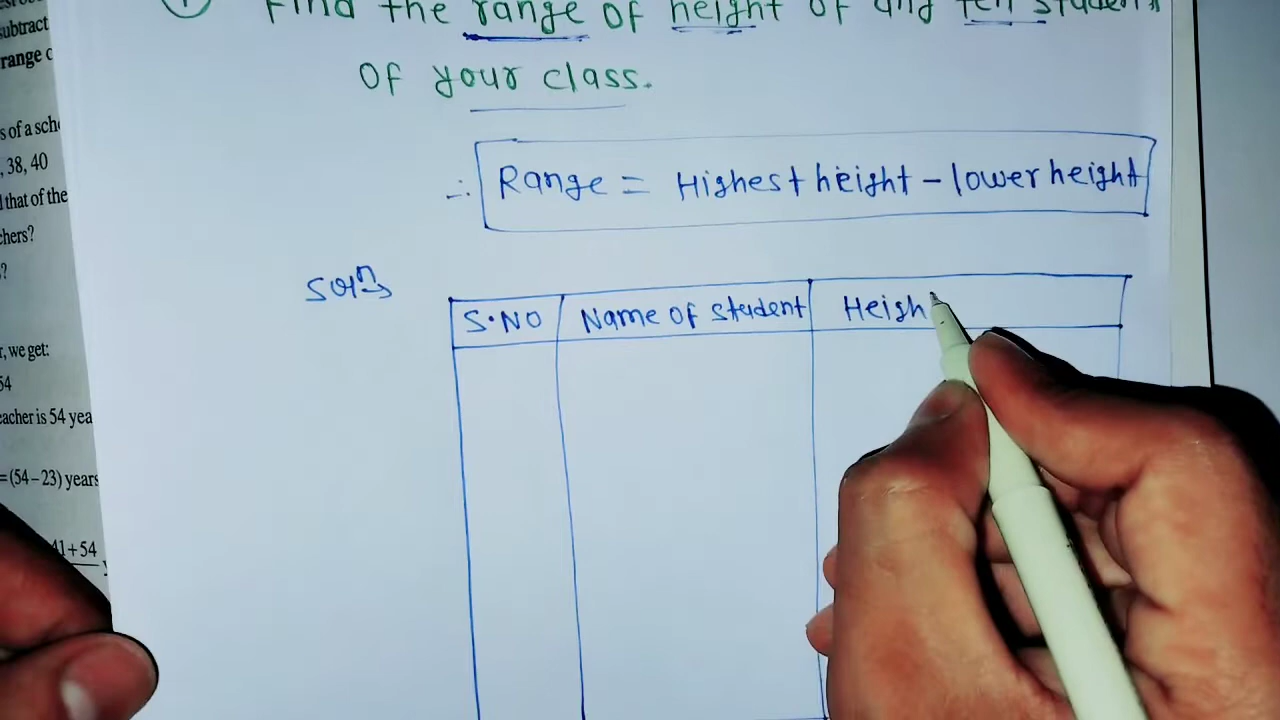 subtract
range
① Find the range of height of any ten students
of your class.
s of a sch
, 38, 40
that of the
chers?
?
∴ Range = Highest height - lower height
Solⁿ
S.NO Name of student Heigh
r, we get:
54
eacher is 54 yea
=(54–23) years
41+54